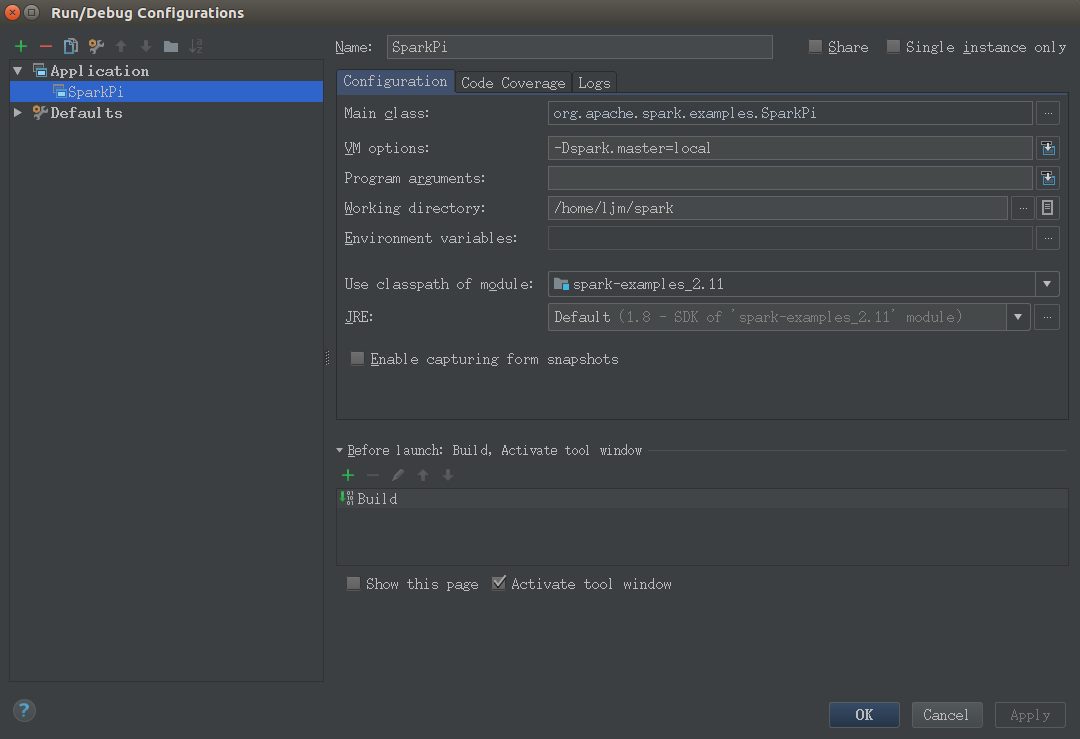 Run/Debug Configurations
Name: SparkPi Share Single instance only
Application
SparkPi
Defaults
Configuration Code Coverage Logs
Main class: org.apache.spark.examples.SparkPi ...
VM options: -Dspark.master=local
Program arguments:
Working directory: /home/ljm/spark ...
Environment variables: ...
Use classpath of module: spark-examples_2.11
JRE: Default (1.8 - SDK of 'spark-examples_2.11' module) ...
Enable capturing form snapshots
Before launch: Build, Activate tool window
Build
Show this page Activate tool window
? OK Cancel Apply